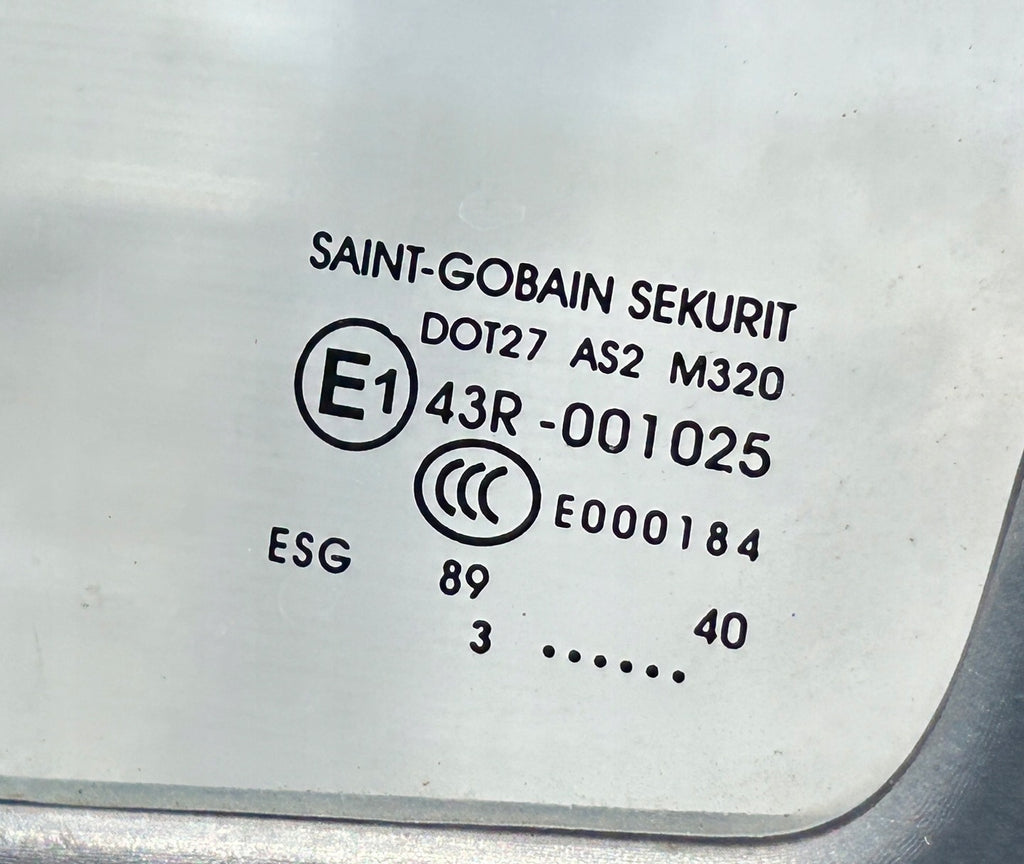 SAINT-GOBAIN SEKURIT
DOT27 AS2 M320
E1 43R -001025
CCC E000184
ESG 89
3 ...... 40